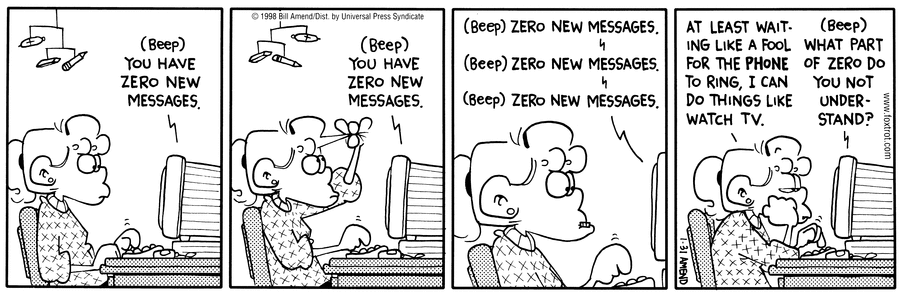 (Beep)
YOU HAVE
ZERO NEW
MESSAGES.
© 1998 Bill Amend/Dist. by Universal Press Syndicate
(Beep)
YOU HAVE
ZERO NEW
MESSAGES.
(Beep) ZERO NEW MESSAGES.
(Beep) ZERO NEW MESSAGES.
(Beep) ZERO NEW MESSAGES.
AT LEAST WAIT-
ING LIKE A FOOL
FOR THE PHONE
TO RING, I CAN
DO THINGS LIKE
WATCH TV.
(Beep)
WHAT PART
OF ZERO DO
YOU NOT
UNDER-
STAND?
www.foxtrot.com
1-31 AMEND